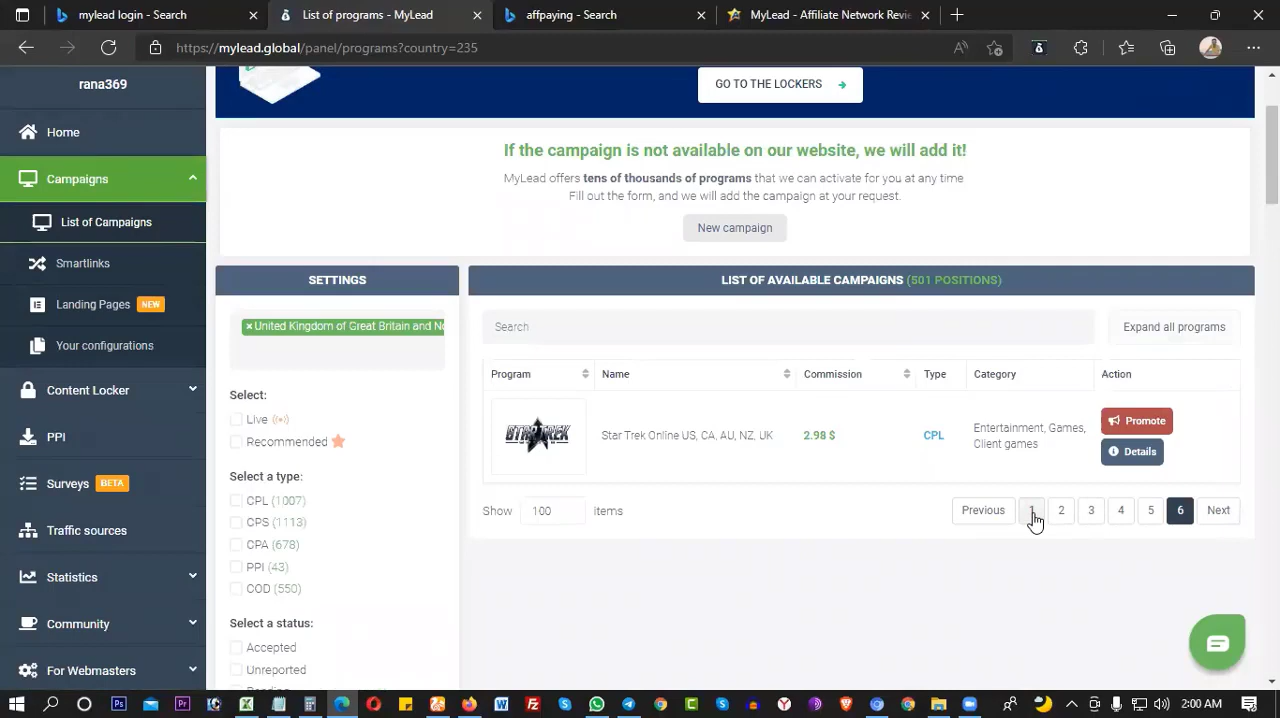 mylead login - Search
List of programs - MyLead
affpaying - Search
MyLead - Affiliate Network Revie
https://mylead.global/panel/programs?country=235
rana369
Home
Campaigns
List of Campaigns
Smartlinks
Landing Pages NEW
Your configurations
Content Locker
PPI
Surveys BETA
Traffic sources
Statistics
Community
For Webmasters
GO TO THE LOCKERS
If the campaign is not available on our website, we will add it!
MyLead offers tens of thousands of programs that we can activate for you at any time
Fill out the form, and we will add the campaign at your request.
New campaign
SETTINGS
× United Kingdom of Great Britain and No
Select:
Live
Recommended
Select a type:
CPL (1007)
CPS (1113)
CPA (678)
PPI (43)
COD (550)
Select a status:
Accepted
Unreported
LIST OF AVAILABLE CAMPAIGNS (501 POSITIONS)
Search
Expand all programs
Program Name Commission Type Category Action
STAR TREK
Star Trek Online US, CA, AU, NZ, UK
2.98 $
CPL
Entertainment, Games,
Client games
Promote
Details
Show 100 items
Previous 1 2 3 4 5 6 Next
2:00 AM